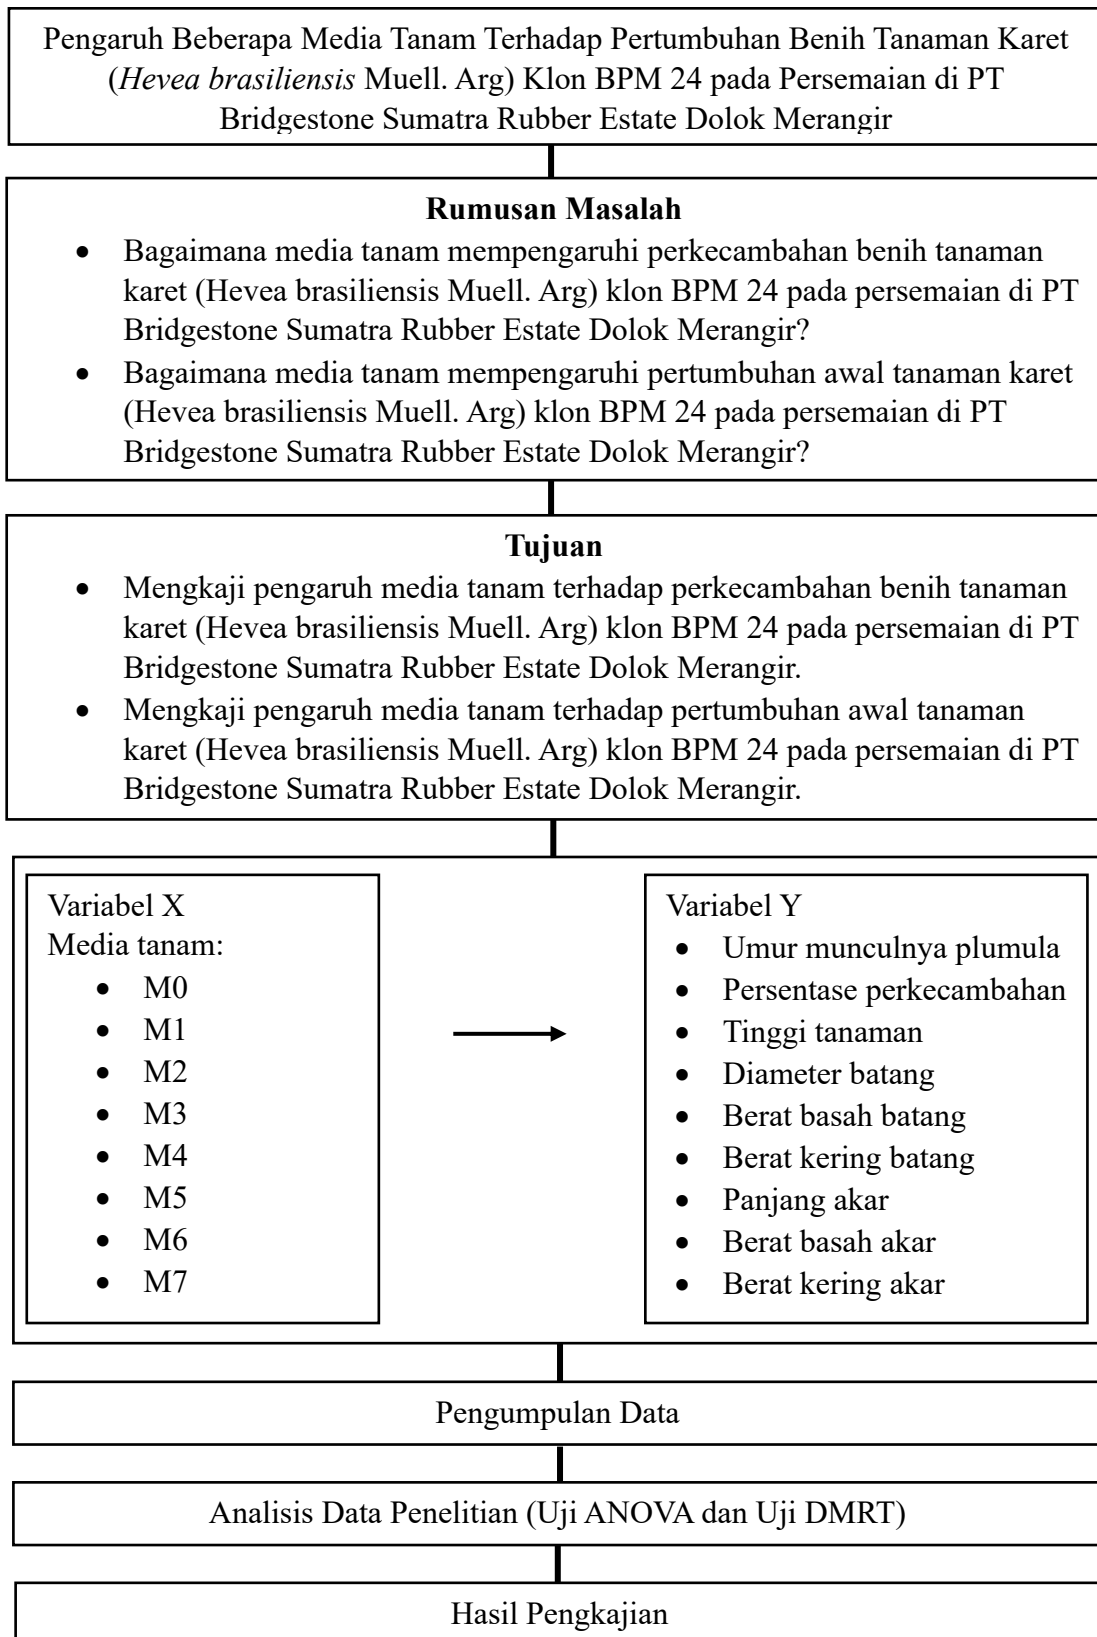 Pengaruh Beberapa Media Tanam Terhadap Pertumbuhan Benih Tanaman Karet
(Hevea brasiliensis Muell. Arg) Klon BPM 24 pada Persemaian di PT
Bridgestone Sumatra Rubber Estate Dolok Merangir
Rumusan Masalah
• Bagaimana media tanam mempengaruhi perkecambahan benih tanaman
karet (Hevea brasiliensis Muell. Arg) klon BPM 24 pada persemaian di PT
Bridgestone Sumatra Rubber Estate Dolok Merangir?
• Bagaimana media tanam mempengaruhi pertumbuhan awal tanaman karet
(Hevea brasiliensis Muell. Arg) klon BPM 24 pada persemaian di PT
Bridgestone Sumatra Rubber Estate Dolok Merangir?
Tujuan
• Mengkaji pengaruh media tanam terhadap perkecambahan benih tanaman
karet (Hevea brasiliensis Muell. Arg) klon BPM 24 pada persemaian di PT
Bridgestone Sumatra Rubber Estate Dolok Merangir.
• Mengkaji pengaruh media tanam terhadap pertumbuhan awal tanaman
karet (Hevea brasiliensis Muell. Arg) klon BPM 24 pada persemaian di PT
Bridgestone Sumatra Rubber Estate Dolok Merangir.
Variabel X
Media tanam:
• M0
• M1
• M2
• M3
• M4
• M5
• M6
• M7
Variabel Y
• Umur munculnya plumula
• Persentase perkecambahan
• Tinggi tanaman
• Diameter batang
• Berat basah batang
• Berat kering batang
• Panjang akar
• Berat basah akar
• Berat kering akar
Pengumpulan Data
Analisis Data Penelitian (Uji ANOVA dan Uji DMRT)
Hasil Pengkajian